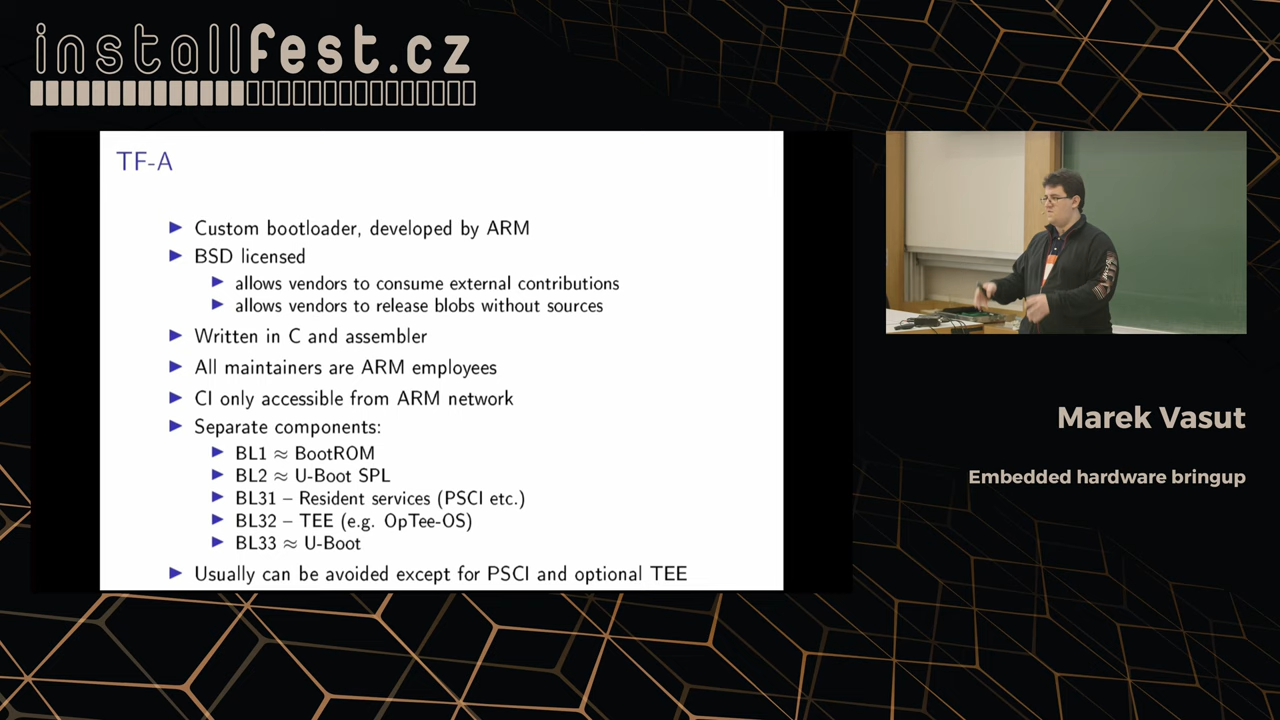 installfest.cz
TF-A
Custom bootloader, developed by ARM
BSD licensed
allows vendors to consume external contributions
allows vendors to release blobs without sources
Written in C and assembler
All maintainers are ARM employees
CI only accessible from ARM network
Separate components:
BL1 ≈ BootROM
BL2 ≈ U-Boot SPL
BL31 – Resident services (PSCI etc.)
BL32 – TEE (e.g. OpTee-OS)
BL33 ≈ U-Boot
Usually can be avoided except for PSCI and optional TEE
Marek Vasut
Embedded hardware bringup